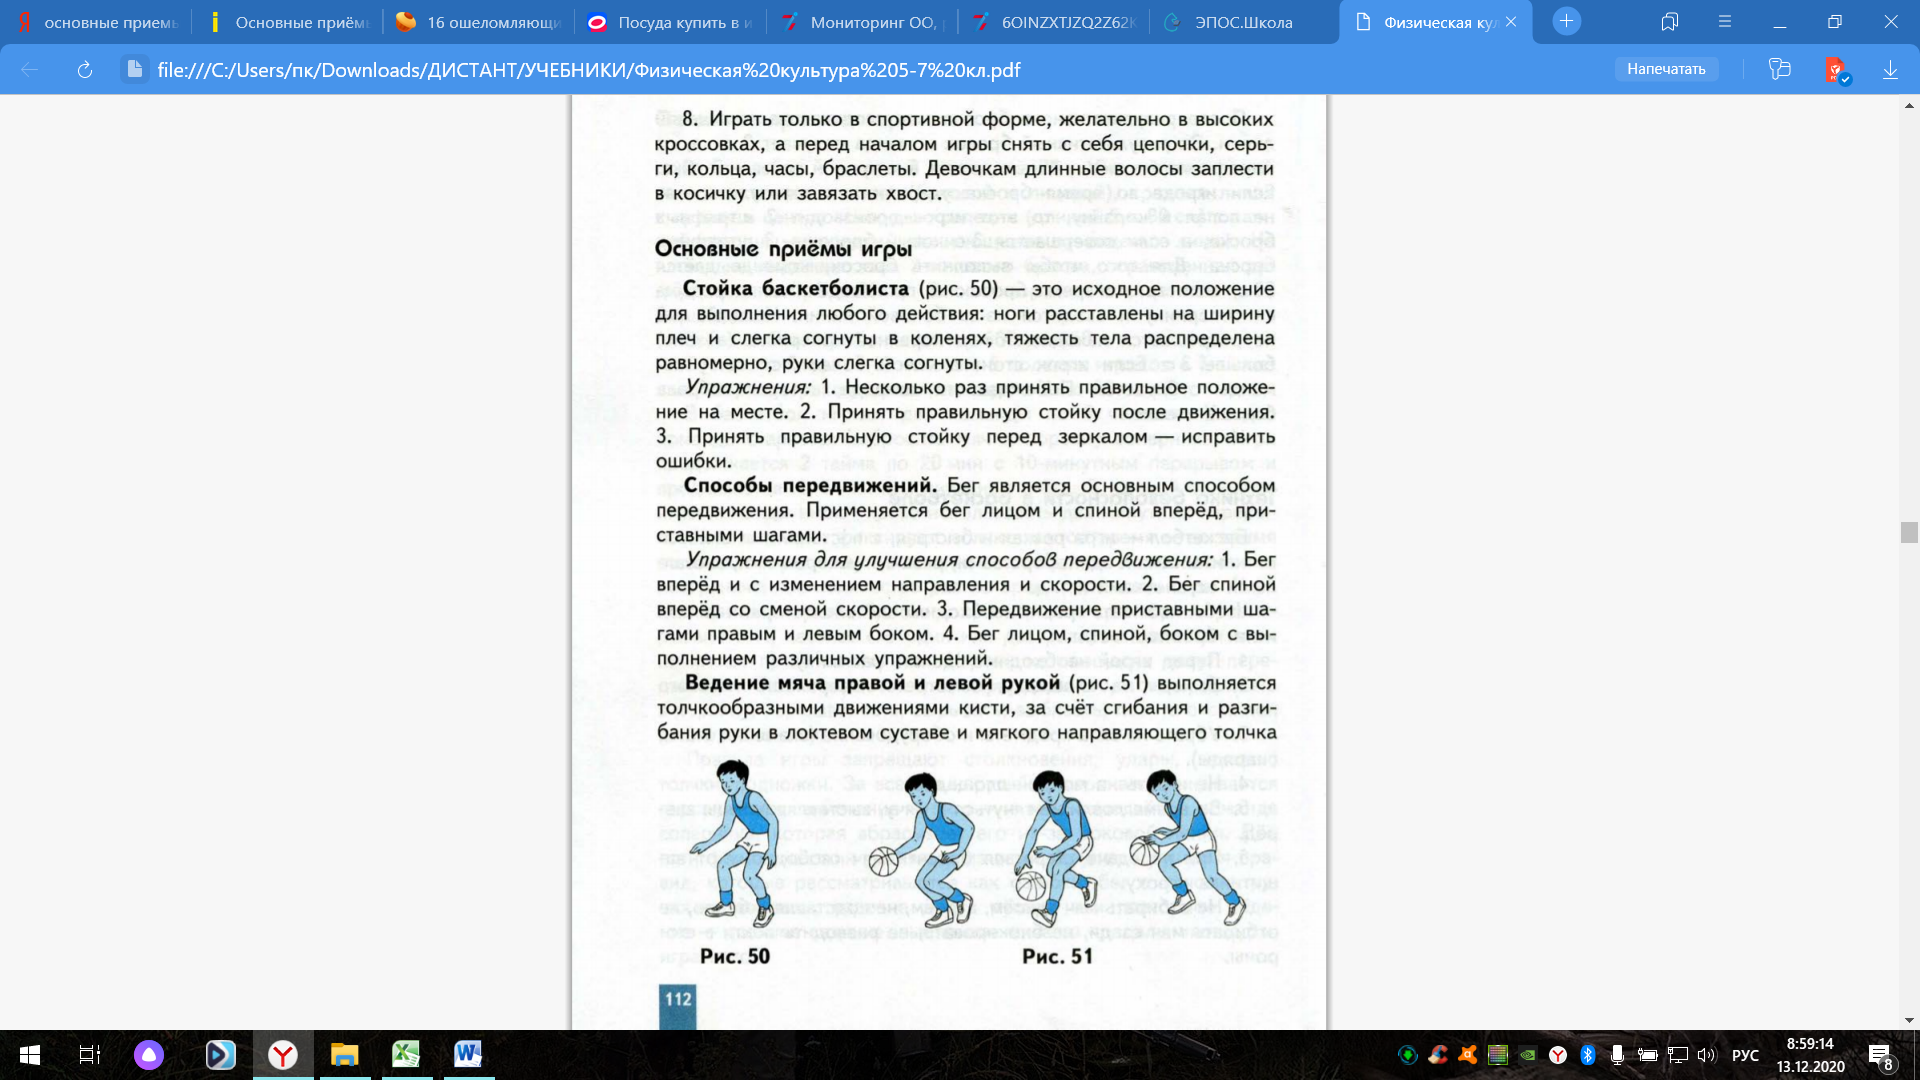 основные приемы
Основные приёмы
16 ошеломляющи
Посуда купить в и
Мониторинг ОО,
6OINZXTJZQ2Z62K
ЭПОС.Школа
Физическая кул
file:///C:/Users/пк/Downloads/ДИСТАНТ/УЧЕБНИКИ/Физическая%20культура%205-7%20кл.pdf
Напечатать
8. Играть только в спортивной форме, желательно в высоких
кроссовках, а перед началом игры снять с себя цепочки, серь-
ги, кольца, часы, браслеты. Девочкам длинные волосы заплести
в косичку или завязать хвост.
Основные приёмы игры
Стойка баскетболиста (рис. 50) — это исходное положение
для выполнения любого действия: ноги расставлены на ширину
плеч и слегка согнуты в коленях, тяжесть тела распределена
равномерно, руки слегка согнуты.
Упражнения: 1. Несколько раз принять правильное положе-
ние на месте. 2. Принять правильную стойку после движения.
3. Принять правильную стойку перед зеркалом — исправить
ошибки.
Способы передвижений. Бег является основным способом
передвижения. Применяется бег лицом и спиной вперёд, при-
ставными шагами.
Упражнения для улучшения способов передвижения: 1. Бег
вперёд и с изменением направления и скорости. 2. Бег спиной
вперёд со сменой скорости. 3. Передвижение приставными ша-
гами правым и левым боком. 4. Бег лицом, спиной, боком с вы-
полнением различных упражнений.
Ведение мяча правой и левой рукой (рис. 51) выполняется
толчкообразными движениями кисти, за счёт сгибания и разги-
бания руки в локтевом суставе и мягкого направляющего толчка
Рис. 50
Рис. 51
112
РУС
8:59:14
13.12.2020
8